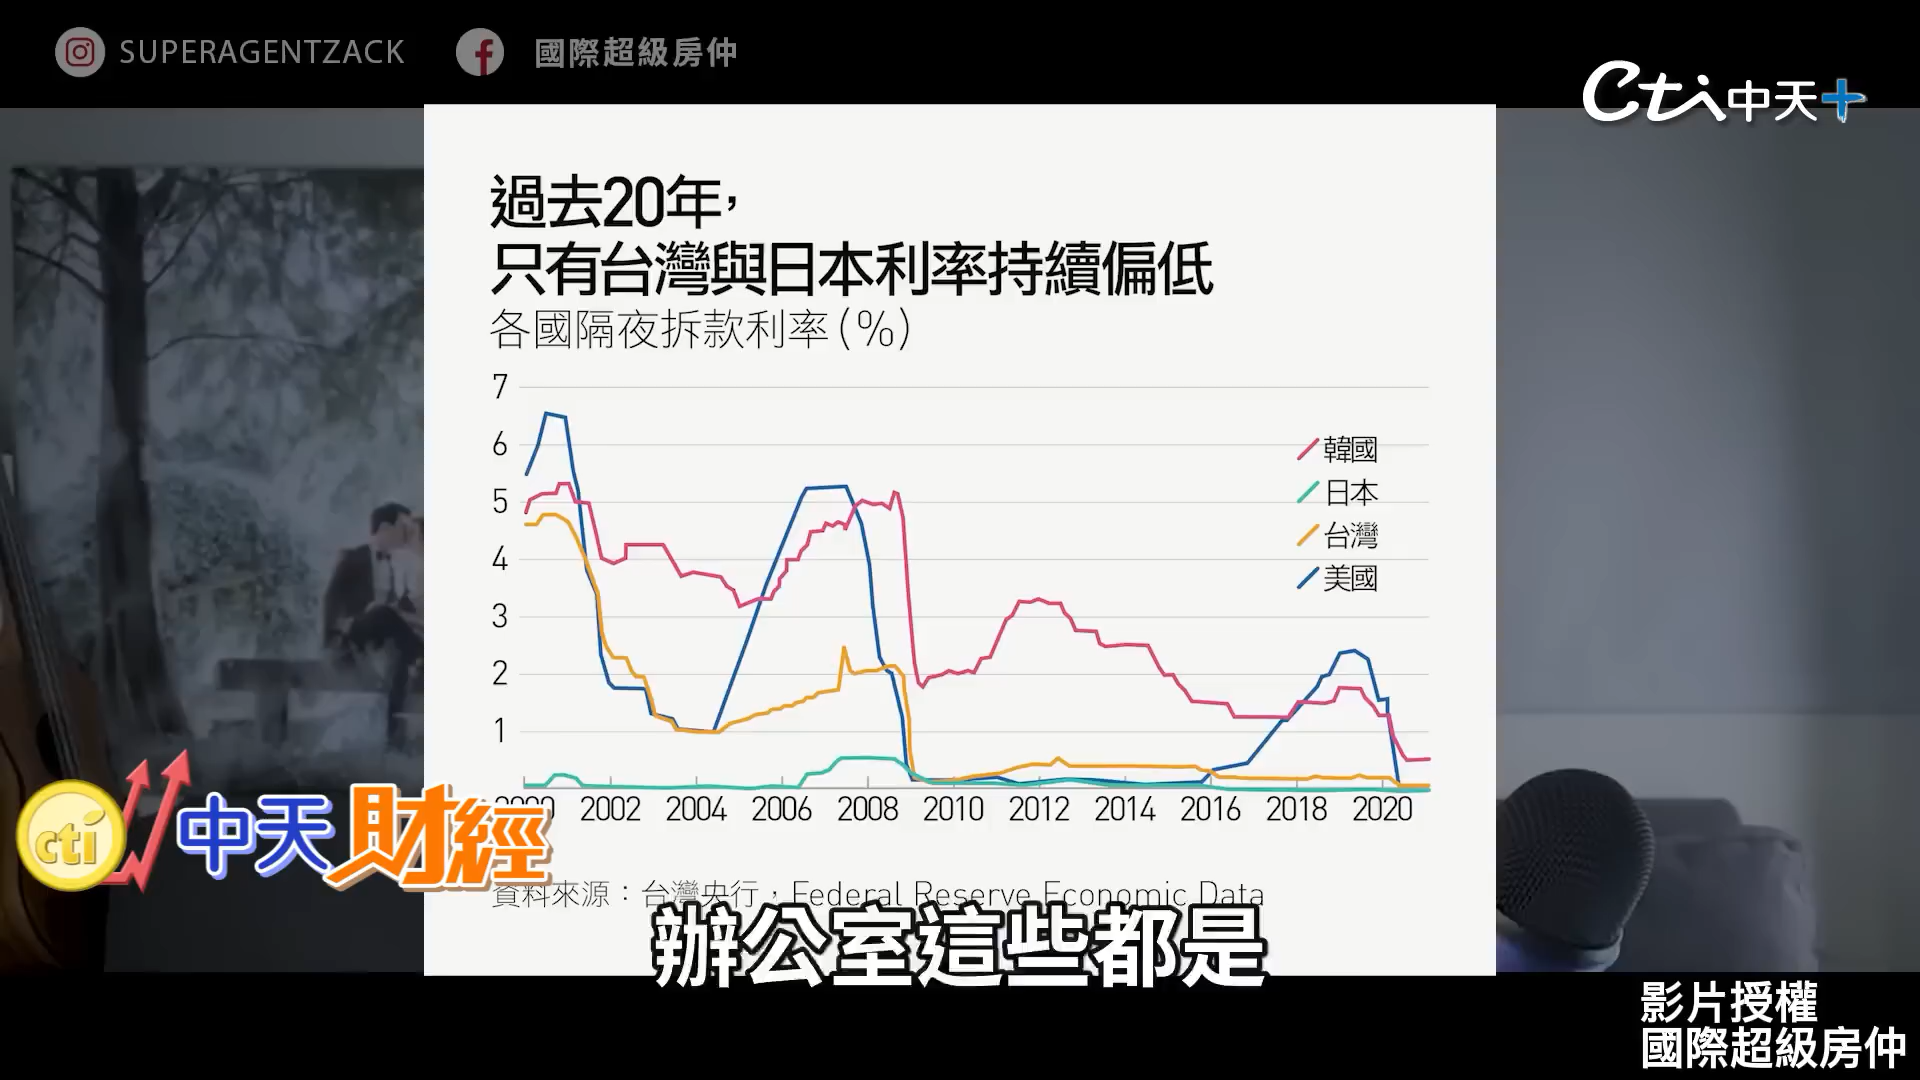 SUPERAGENTZACK
國際超級房仲
Cti中天+
過去20年,
只有台灣與日本利率持續偏低
各國隔夜拆款利率(%)
7
6
5
4
3
2
1
韓國
日本
台灣
美國
2002 2004 2006 2008 2010 2012 2014 2016 2018 2020
cti 中天財經
資料來源：台灣央行，Federal Reserve Economic Data
辦公室這些都是
影片授權
國際超級房仲